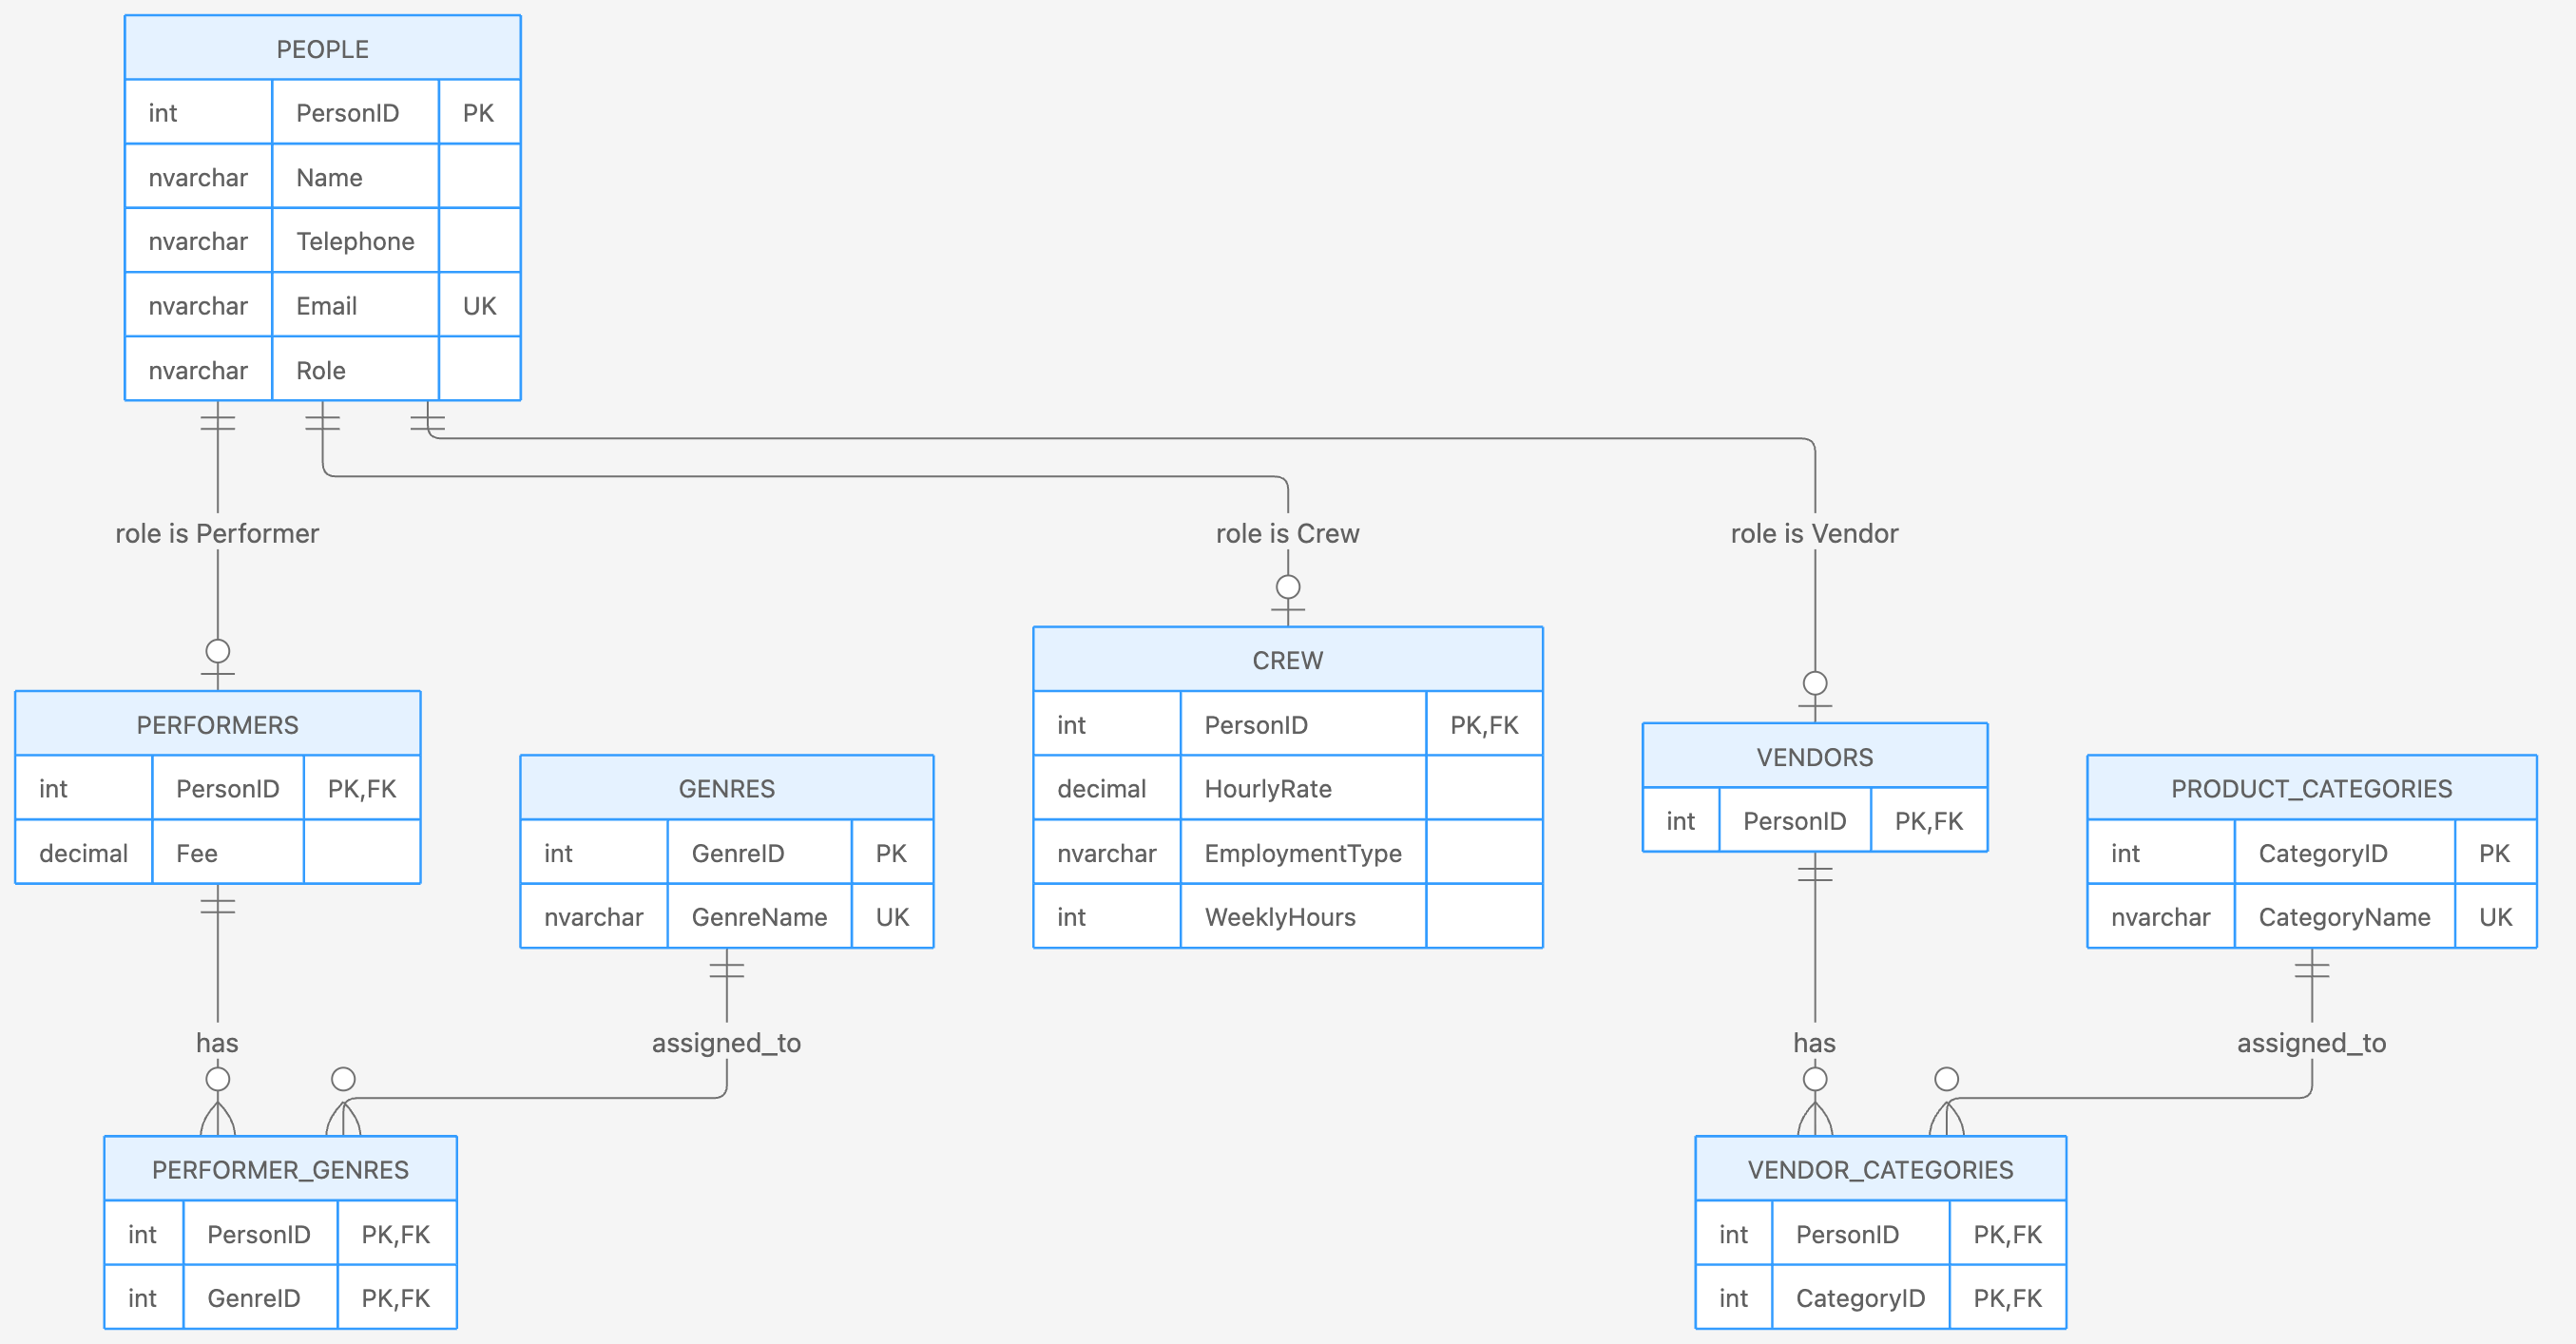 PEOPLE
int PersonID PK
nvarchar Name
nvarchar Telephone
nvarchar Email UK
nvarchar Role
role is Performer
role is Crew
role is Vendor
PERFORMERS
int PersonID PK,FK
decimal Fee
GENRES
int GenreID PK
nvarchar GenreName UK
CREW
int PersonID PK,FK
decimal HourlyRate
nvarchar EmploymentType
int WeeklyHours
VENDORS
int PersonID PK,FK
PRODUCT_CATEGORIES
int CategoryID PK
nvarchar CategoryName UK
has
assigned_to
has
assigned_to
PERFORMER_GENRES
int PersonID PK,FK
int GenreID PK,FK
VENDOR_CATEGORIES
int PersonID PK,FK
int CategoryID PK,FK